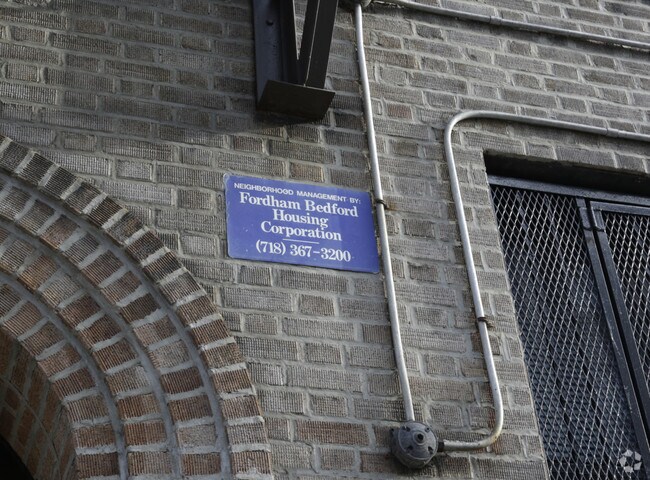 NEIGHBORHOOD MANAGEMENT BY:
Fordham Bedford
Housing
Corporation
(718) 367-3200